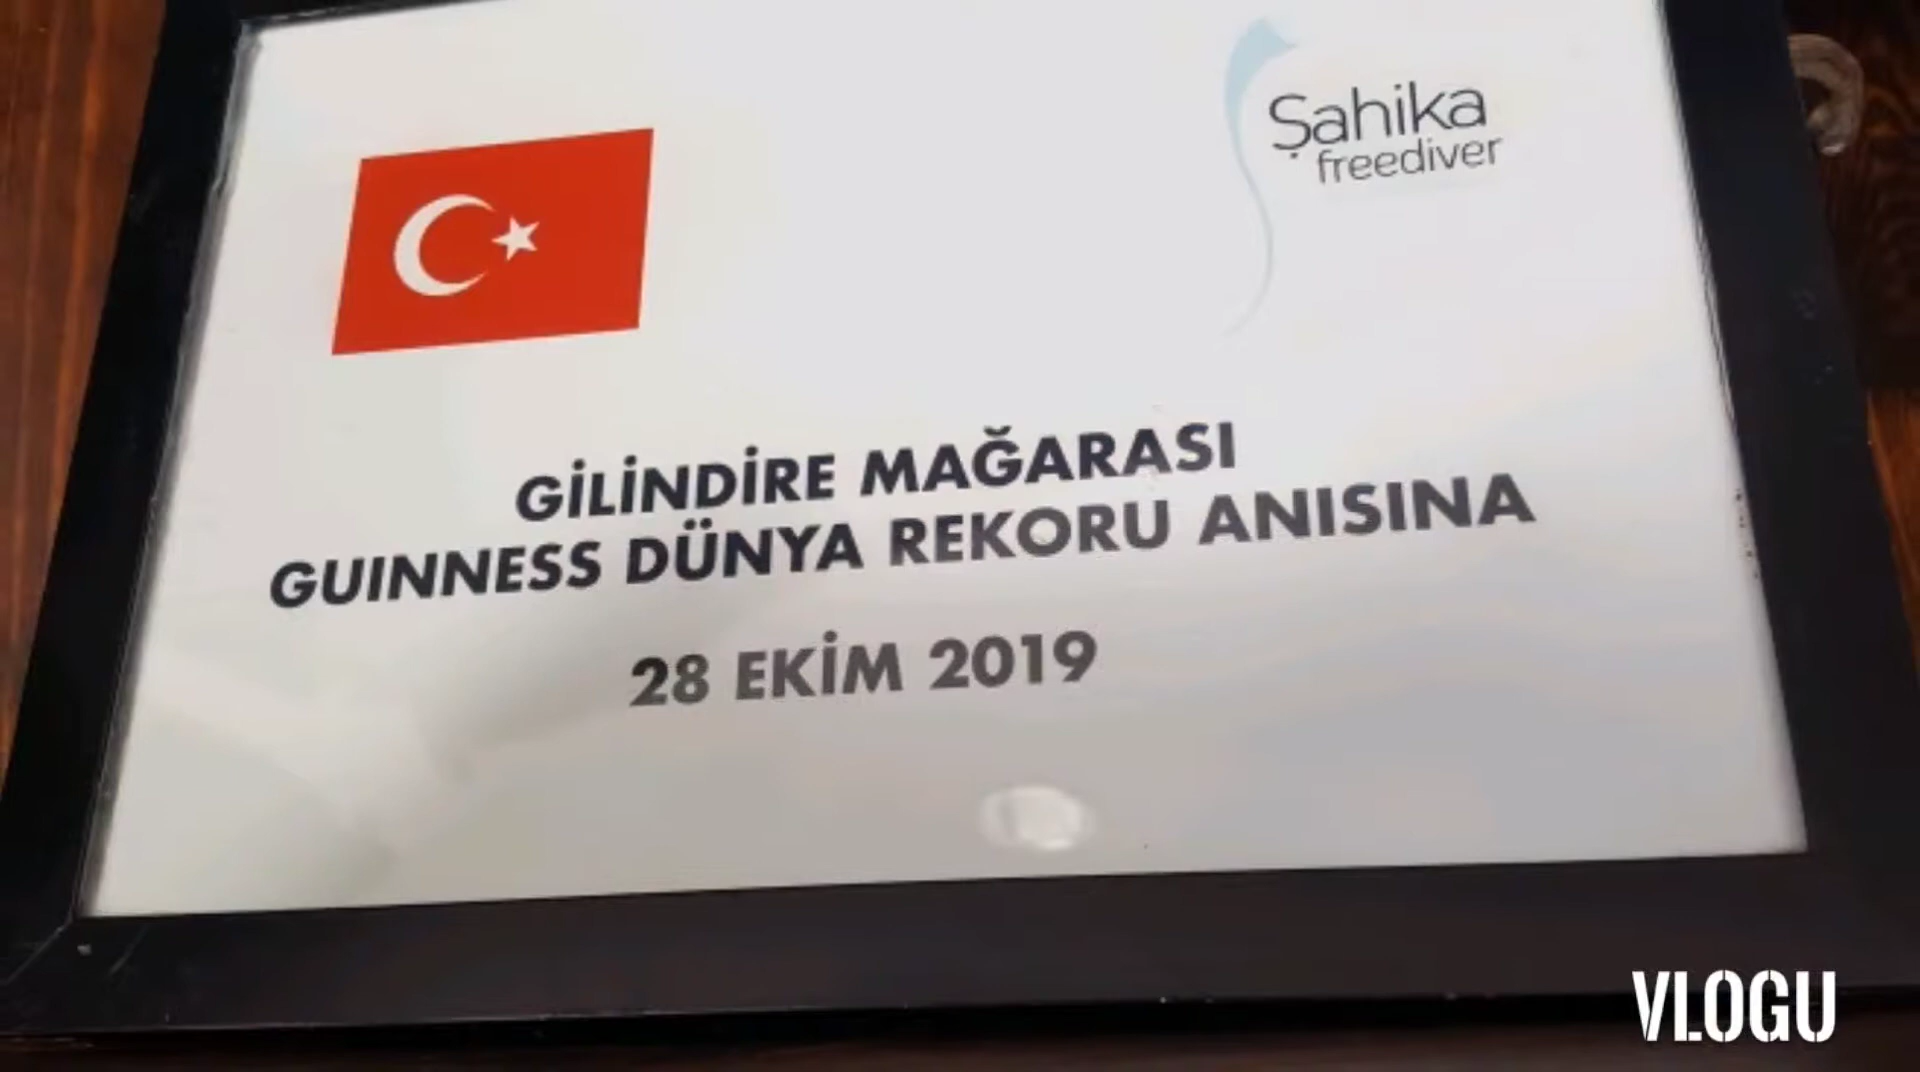 Şahika
freediver
GİLİNDİRE MAĞARASI
GUINNESS DÜNYA REKORU ANISINA
28 EKİM 2019
VLOGU